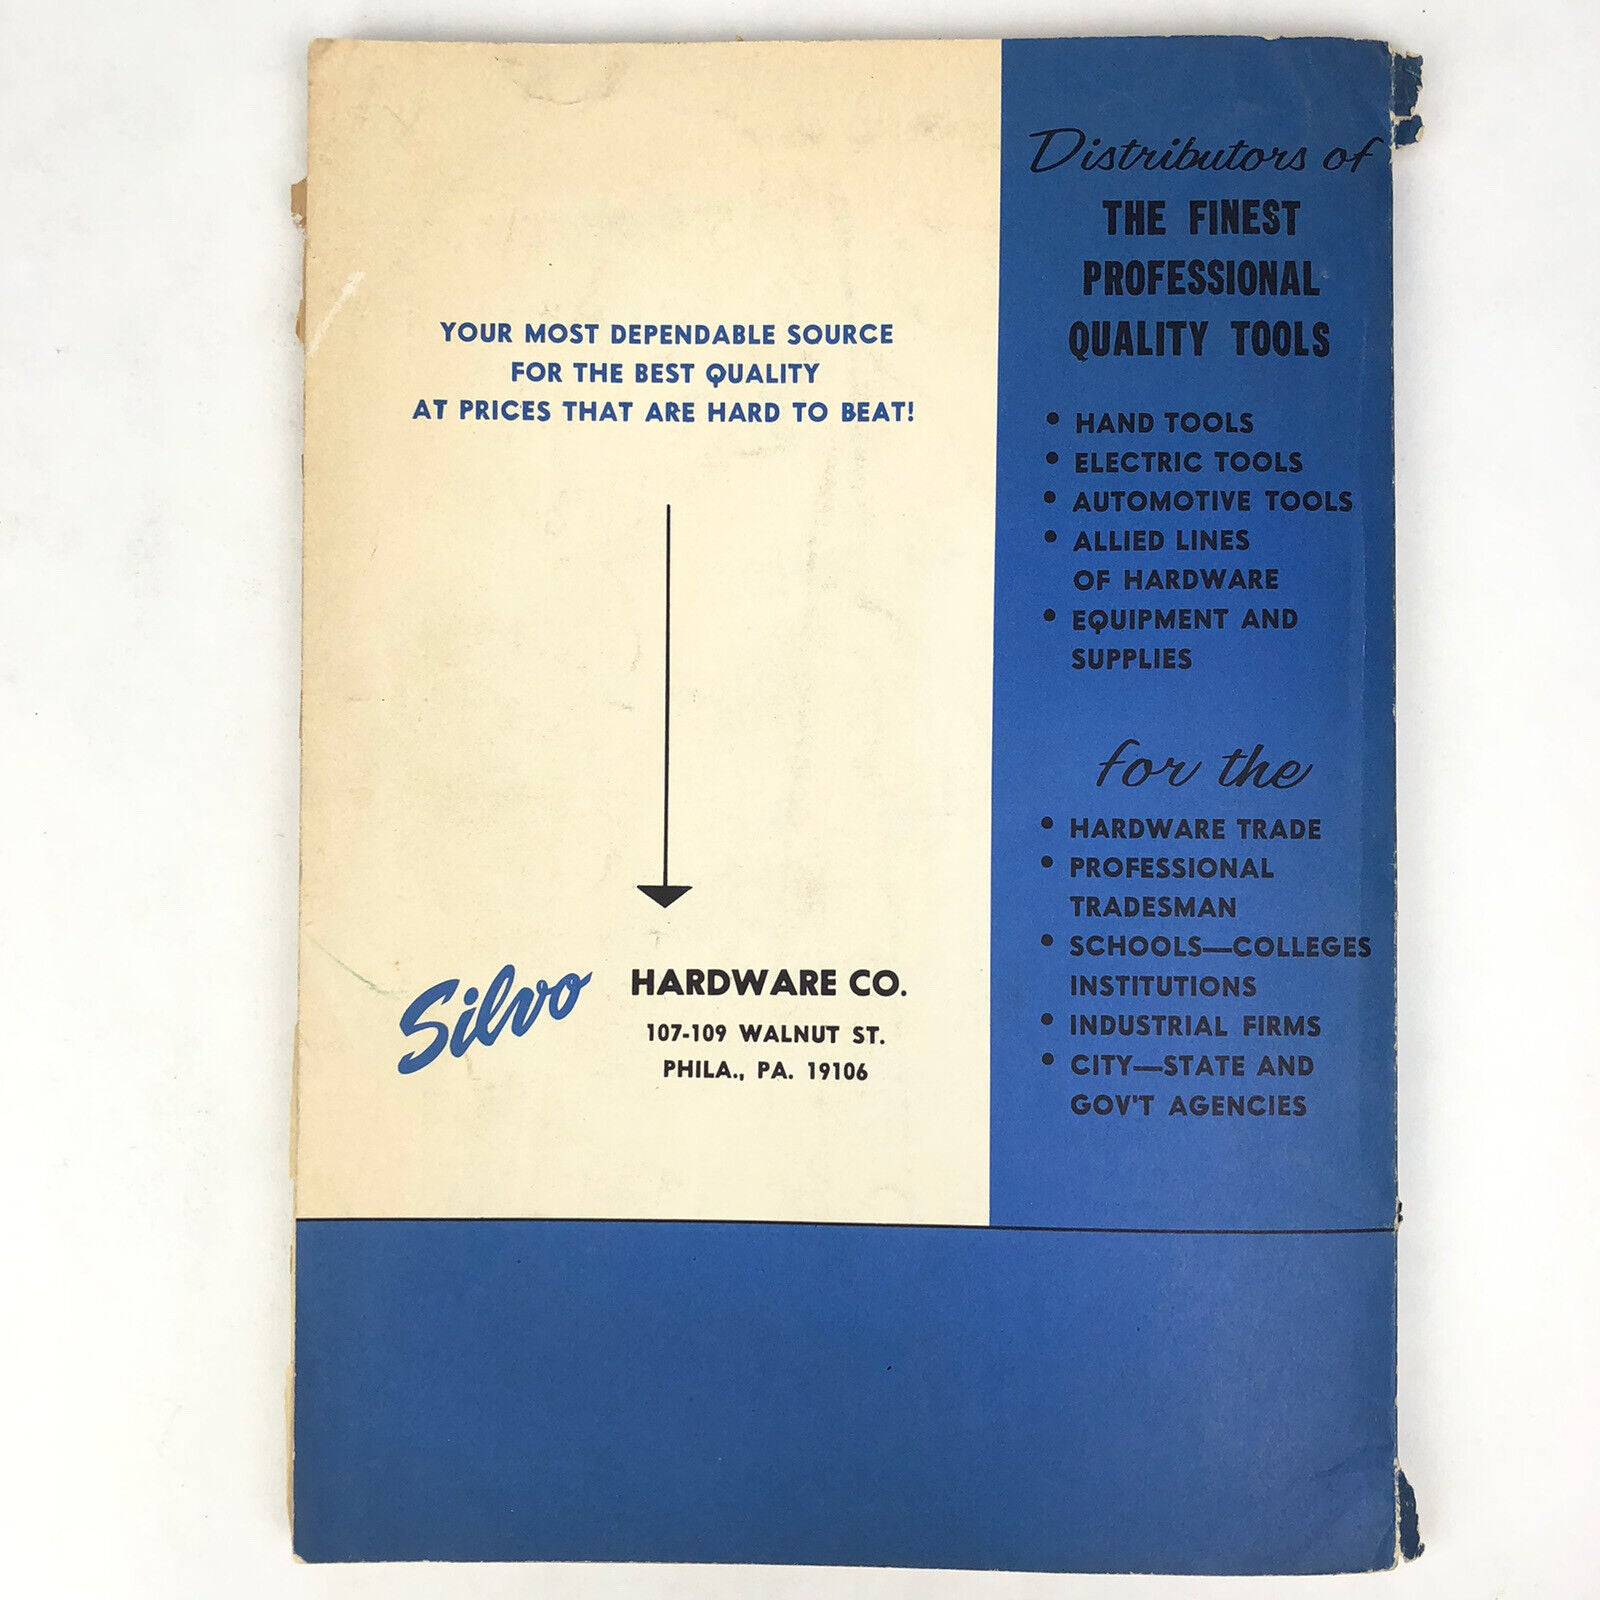 YOUR MOST DEPENDABLE SOURCE
FOR THE BEST QUALITY
AT PRICES THAT ARE HARD TO BEAT!
Silvo HARDWARE CO.
107-109 WALNUT ST.
PHILA., PA. 19106
Distributors of
THE FINEST
PROFESSIONAL
QUALITY TOOLS
• HAND TOOLS
• ELECTRIC TOOLS
• AUTOMOTIVE TOOLS
• ALLIED LINES
OF HARDWARE
• EQUIPMENT AND
SUPPLIES
for the
• HARDWARE TRADE
• PROFESSIONAL
TRADESMAN
• SCHOOLS—COLLEGES
INSTITUTIONS
• INDUSTRIAL FIRMS
• CITY—STATE AND
GOV'T AGENCIES